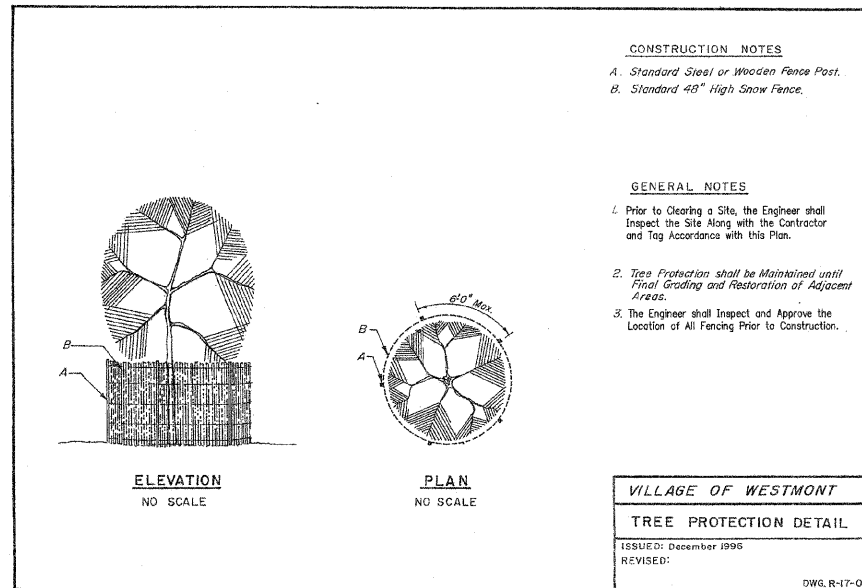 CONSTRUCTION NOTES
A. Standard Steel or Wooden Fence Post.
B. Standard 48" High Snow Fence.
GENERAL NOTES
1. Prior to Clearing a Site, the Engineer shall
Inspect the Site Along with the Contractor
and Tag Accordance with this Plan.
2. Tree Protection shall be Maintained until
Final Grading and Restoration of Adjacent
Areas.
3. The Engineer shall Inspect and Approve the
Location of All Fencing Prior to Construction.
6'-0" Max.
B
A
B
A
ELEVATION
NO SCALE
PLAN
NO SCALE
VILLAGE OF WESTMONT
TREE PROTECTION DETAIL
ISSUED: December 1996
REVISED:
DWG. R-17-0